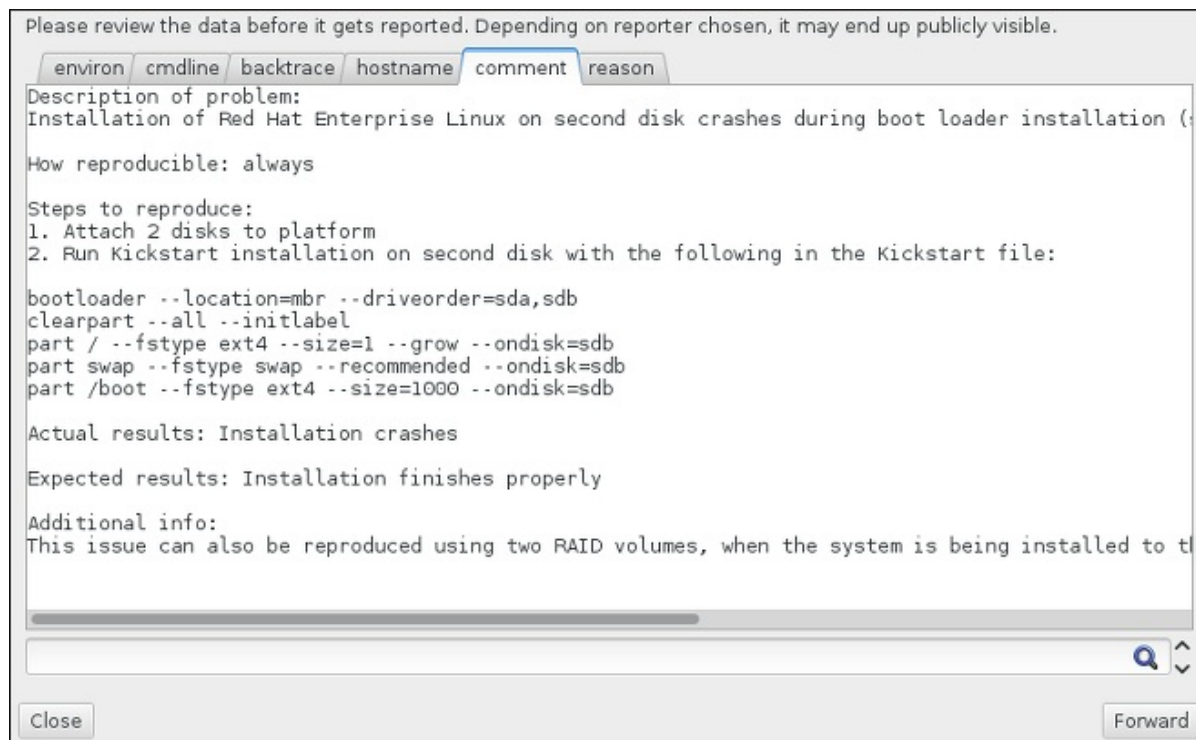 Please review the data before it gets reported. Depending on reporter chosen, it may end up publicly visible.
environ cmdline backtrace hostname comment reason
Description of problem:
Installation of Red Hat Enterprise Linux on second disk crashes during boot loader installation (
How reproducible: always
Steps to reproduce:
1. Attach 2 disks to platform
2. Run Kickstart installation on second disk with the following in the Kickstart file:
bootloader --location=mbr --driveorder=sda,sdb
clearpart --all --initlabel
part / --fstype ext4 --size=1 --grow --ondisk=sdb
part swap --fstype swap --recommended --ondisk=sdb
part /boot --fstype ext4 --size=1000 --ondisk=sdb
Actual results: Installation crashes
Expected results: Installation finishes properly
Additional info:
This issue can also be reproduced using two RAID volumes, when the system is being installed to
Close Forward